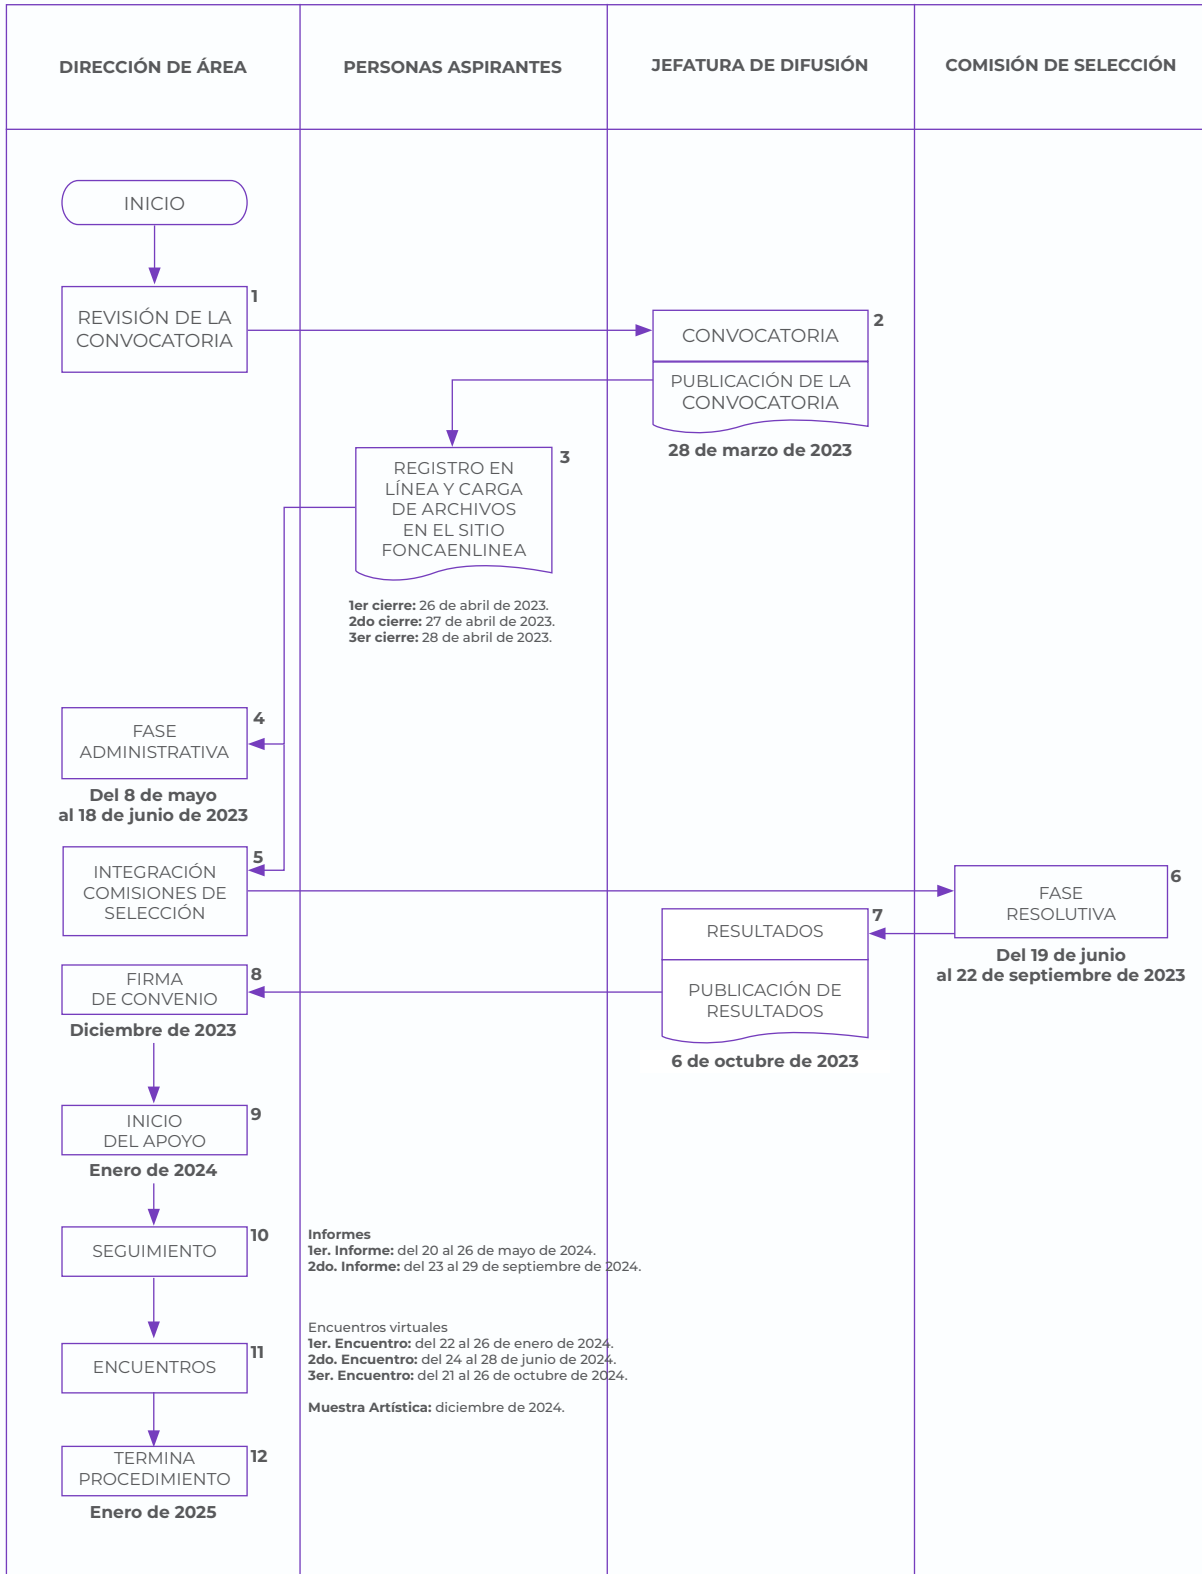 DIRECCIÓN DE ÁREA
PERSONAS ASPIRANTES
JEFATURA DE DIFUSIÓN
COMISIÓN DE SELECCIÓN
INICIO
1
REVISIÓN DE LA
CONVOCATORIA
2
CONVOCATORIA
PUBLICACIÓN DE LA
CONVOCATORIA
28 de marzo de 2023
3
REGISTRO EN
LÍNEA Y CARGA
DE ARCHIVOS
EN EL SITIO
FONCAENLINEA
1er cierre: 26 de abril de 2023.
2do cierre: 27 de abril de 2023.
3er cierre: 28 de abril de 2023.
4
FASE
ADMINISTRATIVA
Del 8 de mayo
al 18 de junio de 2023
5
INTEGRACIÓN
COMISIONES DE
SELECCIÓN
6
FASE
RESOLUTIVA
Del 19 de junio
al 22 de septiembre de 2023
7
RESULTADOS
PUBLICACIÓN DE
RESULTADOS
6 de octubre de 2023
8
FIRMA
DE CONVENIO
Diciembre de 2023
9
INICIO
DEL APOYO
Enero de 2024
10
SEGUIMIENTO
Informes
1er. Informe: del 20 al 26 de mayo de 2024.
2do. Informe: del 23 al 29 de septiembre de 2024.
11
ENCUENTROS
Encuentros virtuales
1er. Encuentro: del 22 al 26 de enero de 2024.
2do. Encuentro: del 24 al 28 de junio de 2024.
3er. Encuentro: del 21 al 26 de octubre de 2024.
Muestra Artística: diciembre de 2024.
12
TERMINA
PROCEDIMIENTO
Enero de 2025